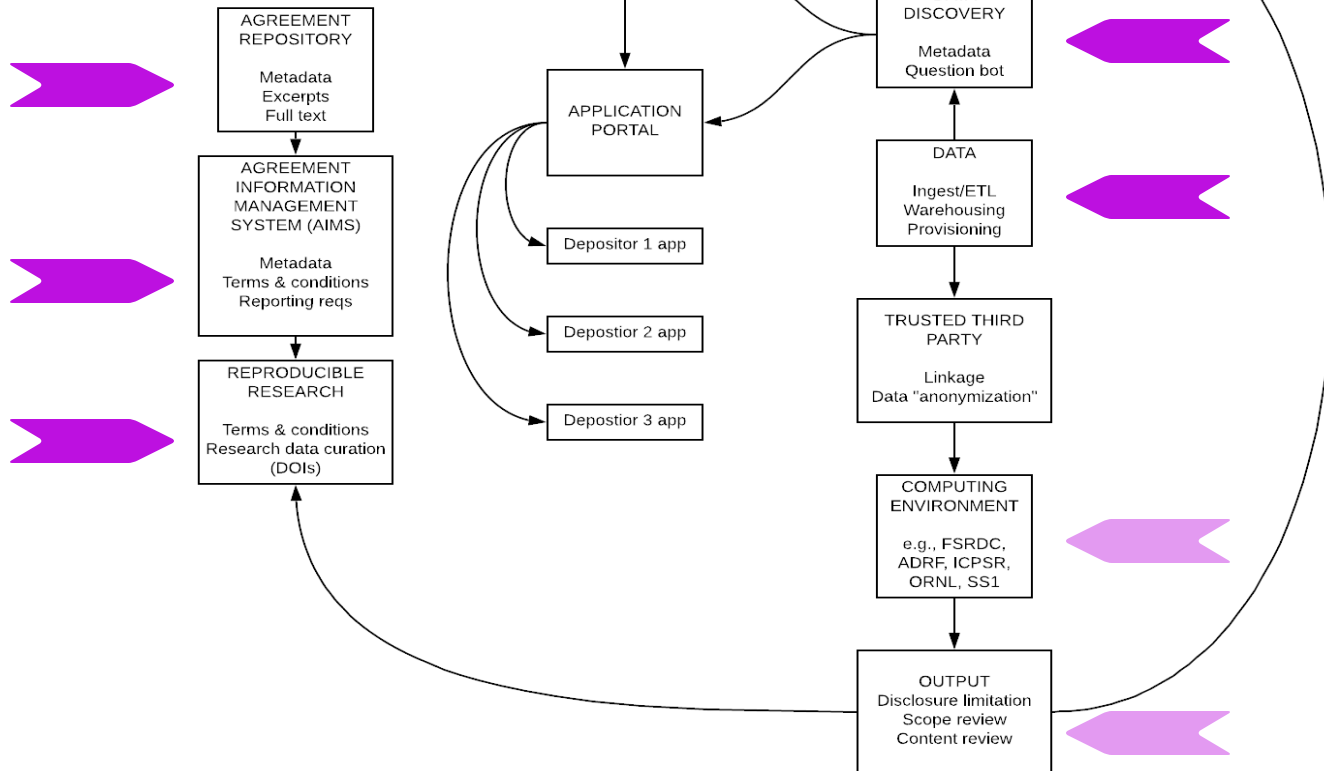 AGREEMENT
REPOSITORY
Metadata
Excerpts
Full text
AGREEMENT
INFORMATION
MANAGEMENT
SYSTEM (AIMS)
Metadata
Terms & conditions
Reporting reqs
REPRODUCIBLE
RESEARCH
Terms & conditions
Research data curation
(DOIs)
APPLICATION
PORTAL
Depositor 1 app
Depostior 2 app
Depostior 3 app
DISCOVERY
Metadata
Question bot
DATA
Ingest/ETL
Warehousing
Provisioning
TRUSTED THIRD
PARTY
Linkage
Data "anonymization"
COMPUTING
ENVIRONMENT
e.g., FSRDC,
ADRF, ICPSR,
ORNL, SS1
OUTPUT
Disclosure limitation
Scope review
Content review